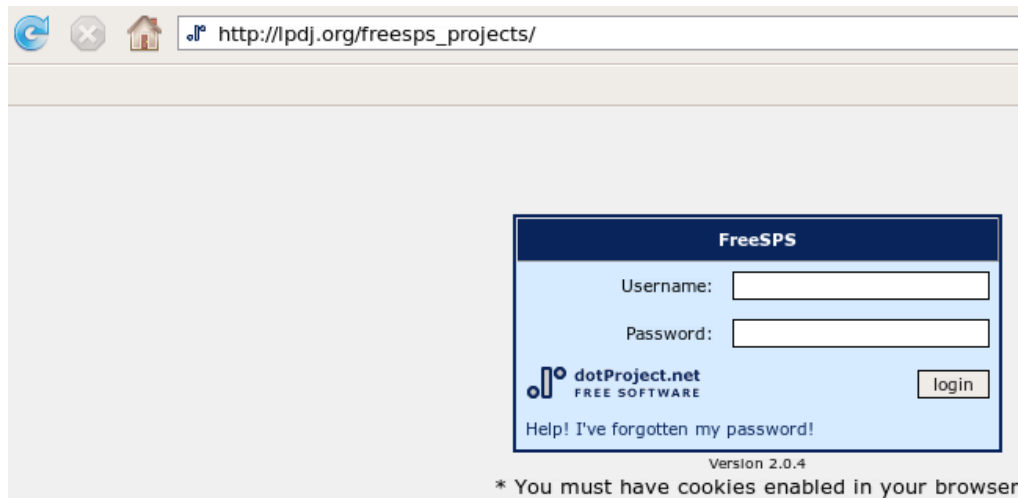 http://lpdj.org/freesps_projects/
FreeSPS
Username:
Password:
dotProject.net
FREE SOFTWARE
login
Help! I've forgotten my password!
Version 2.0.4
* You must have cookies enabled in your browser